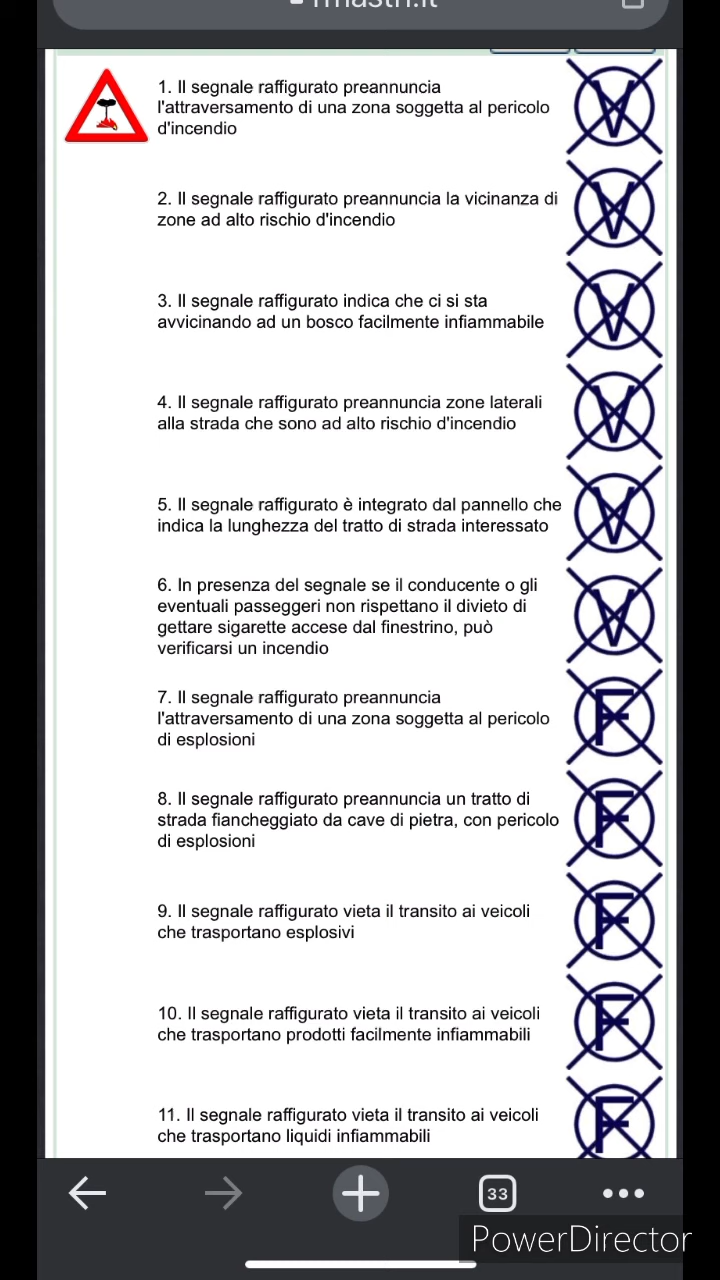 1. Il segnale raffigurato preannuncia
l'attraversamento di una zona soggetta al pericolo
d'incendio
V
2. Il segnale raffigurato preannuncia la vicinanza di
zone ad alto rischio d'incendio
V
3. Il segnale raffigurato indica che ci si sta
avvicinando ad un bosco facilmente infiammabile
V
4. Il segnale raffigurato preannuncia zone laterali
alla strada che sono ad alto rischio d'incendio
V
5. Il segnale raffigurato è integrato dal pannello che
indica la lunghezza del tratto di strada interessato
V
6. In presenza del segnale se il conducente o gli
eventuali passeggeri non rispettano il divieto di
gettare sigarette accese dal finestrino, può
verificarsi un incendio
V
7. Il segnale raffigurato preannuncia
l'attraversamento di una zona soggetta al pericolo
di esplosioni
F
8. Il segnale raffigurato preannuncia un tratto di
strada fiancheggiato da cave di pietra, con pericolo
di esplosioni
F
9. Il segnale raffigurato vieta il transito ai veicoli
che trasportano esplosivi
F
10. Il segnale raffigurato vieta il transito ai veicoli
che trasportano prodotti facilmente infiammabili
F
11. Il segnale raffigurato vieta il transito ai veicoli
che trasportano liquidi infiammabili
F
33
PowerDirector